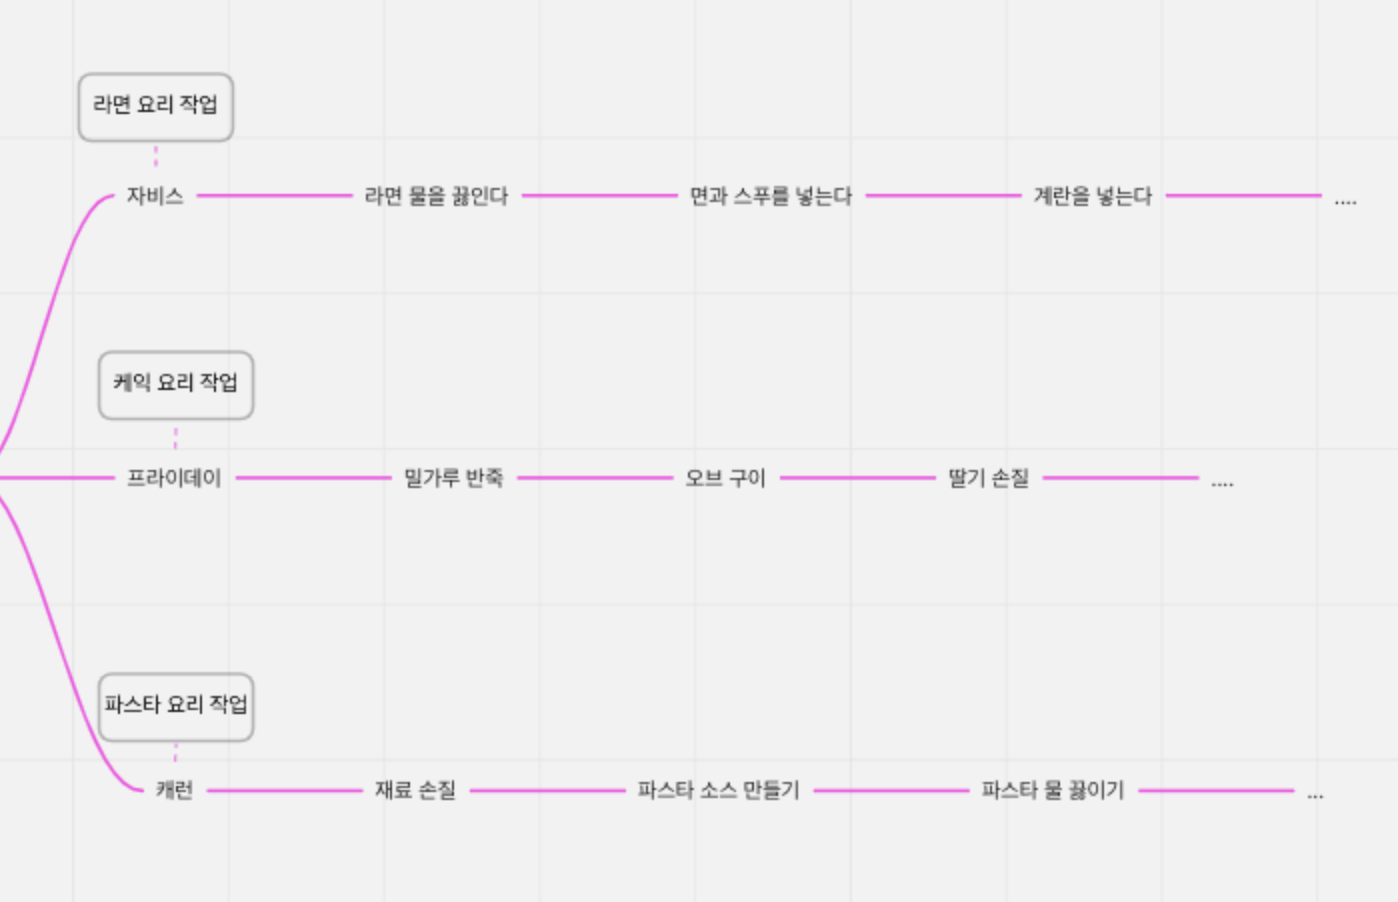 라면 요리 작업
자비스 라면 물을 끓인다 면과 스푸를 넣는다 계란을 넣는다 ....
케익 요리 작업
프라이데이 밀가루 반죽 오브 구이 딸기 손질 ....
파스타 요리 작업
캐런 재료 손질 파스타 소스 만들기 파스타 물 끓이기 ...